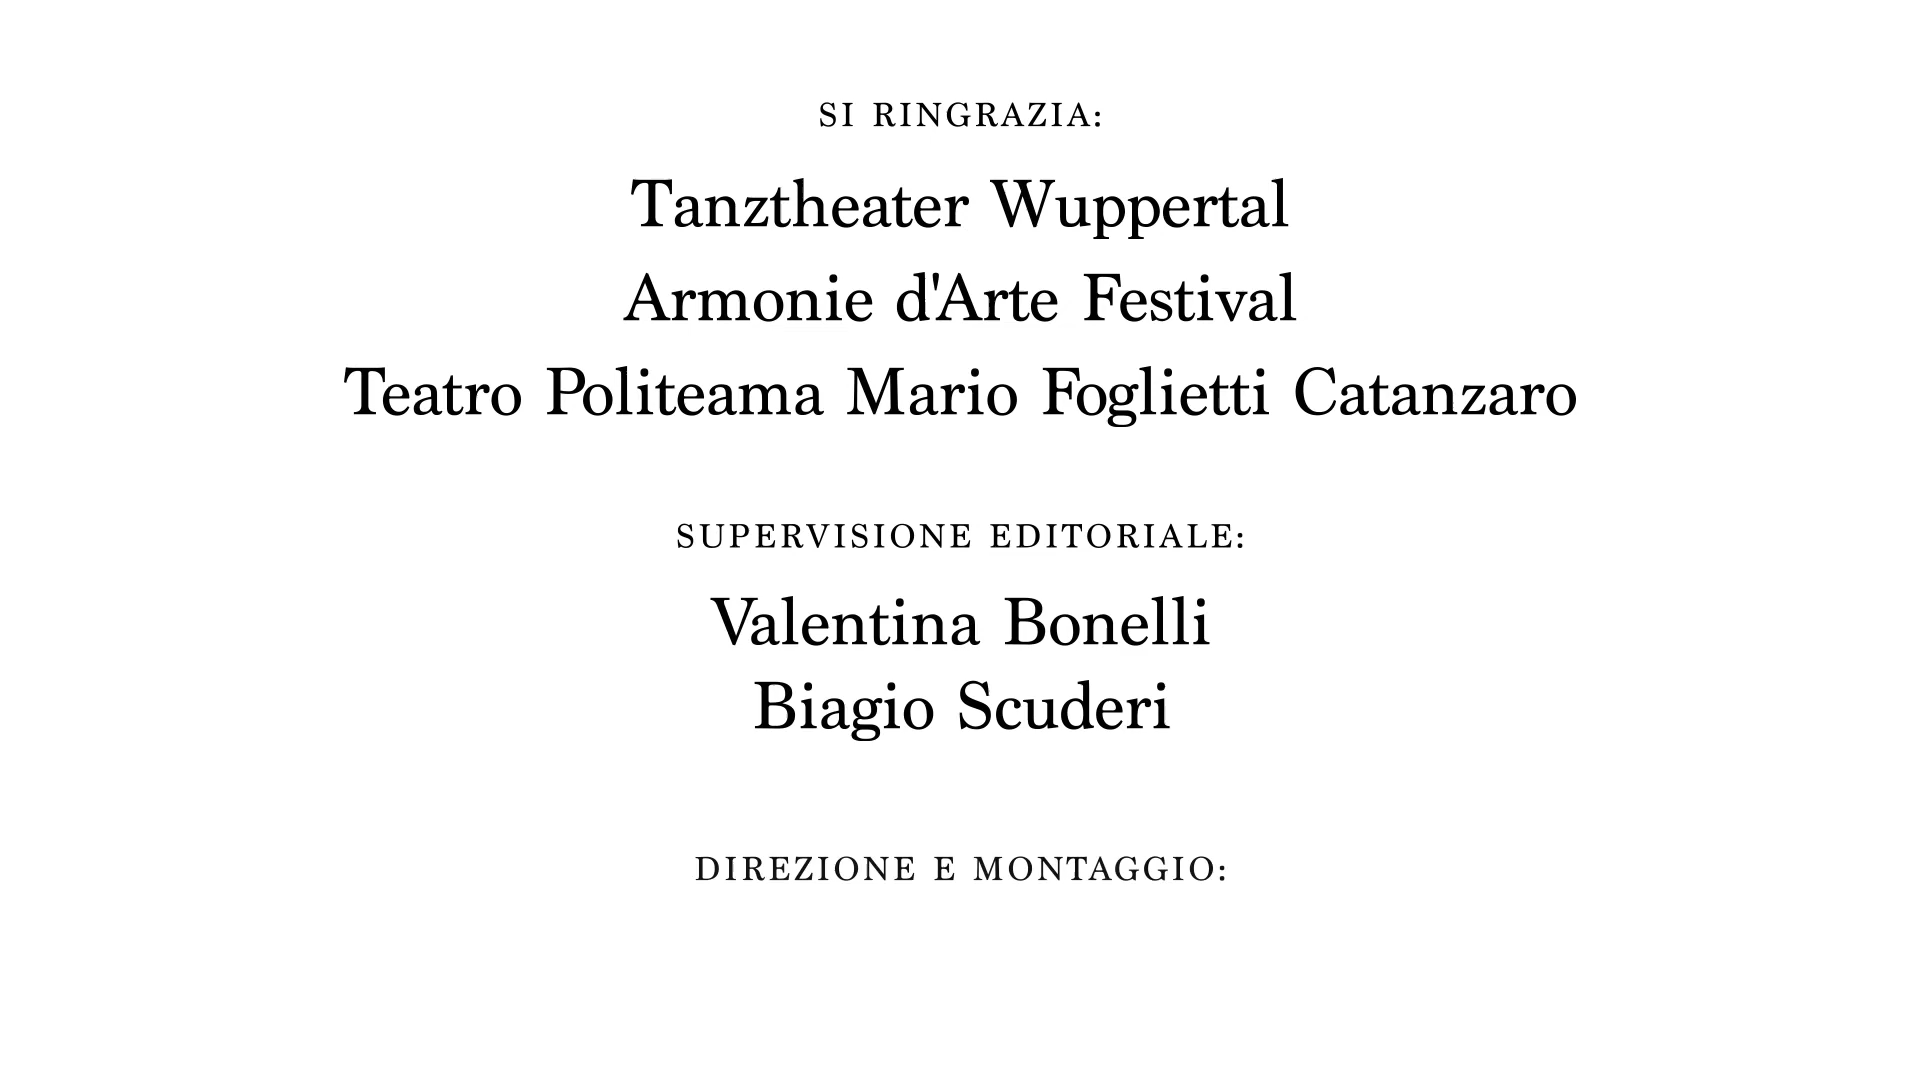 SI RINGRAZIA:
Tanztheater Wuppertal
Armonie d'Arte Festival
Teatro Politeama Mario Foglietti Catanzaro
SUPERVISIONE EDITORIALE:
Valentina Bonelli
Biagio Scuderi
DIREZIONE E MONTAGGIO: